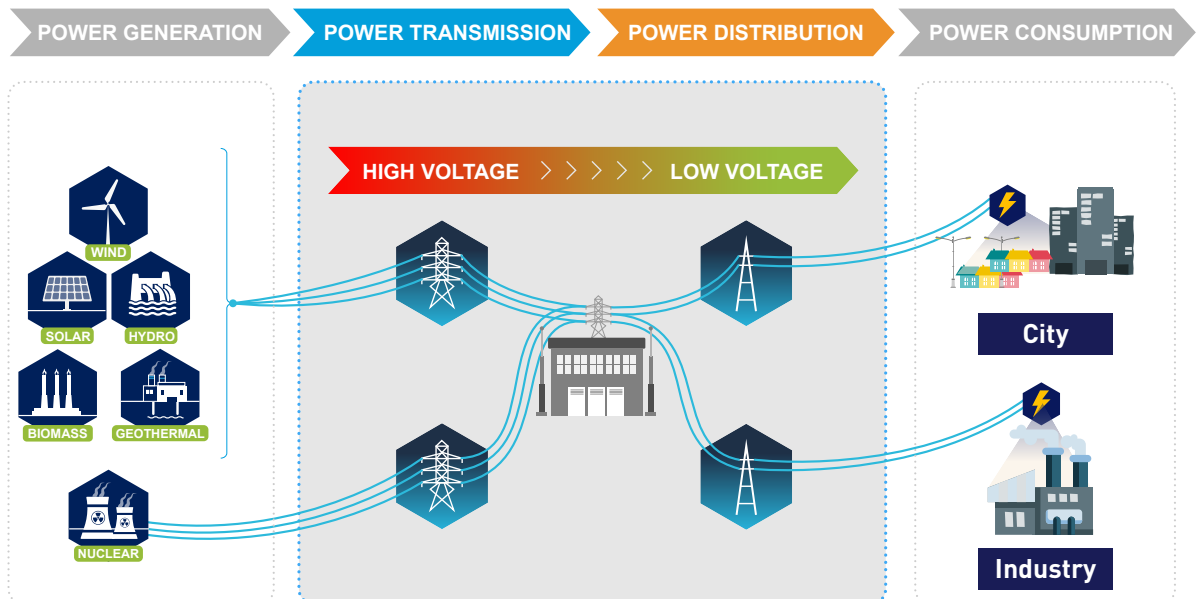 POWER GENERATION
POWER TRANSMISSION
POWER DISTRIBUTION
POWER CONSUMPTION
HIGH VOLTAGE
LOW VOLTAGE
WIND
SOLAR
HYDRO
BIOMASS
GEOTHERMAL
NUCLEAR
City
Industry